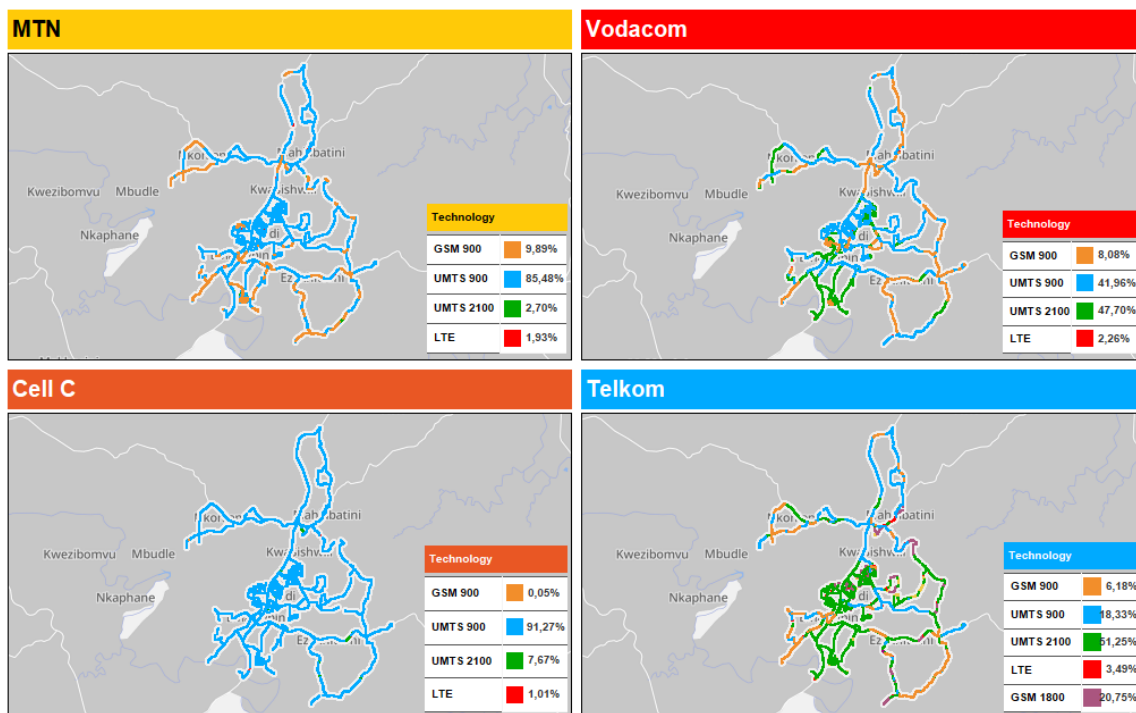 MTN
Vodacom
Mahlabatini
Kwezibomvu Mbudle
Nkaphane
di
Technology
GSM 900 9,89%
UMTS 900 85,48%
UMTS 2100 2,70%
LTE 1,93%
Mbudle
Nkaphane
di
Technology
GSM 900 8,08%
UMTS 900 41,96%
UMTS 2100 47,70%
LTE 2,26%
Cell C
Telkom
Kwezibomvu Mbudle
Nkaphane
di
Technology
GSM 900 0,05%
UMTS 900 91,27%
UMTS 2100 7,67%
LTE 1,01%
Kwezibomvu Mbudle
Nkaphane
Technology
GSM 900 6,18%
UMTS 900 18,33%
UMTS 2100 51,25%
LTE 3,49%
GSM 1800 20,75%